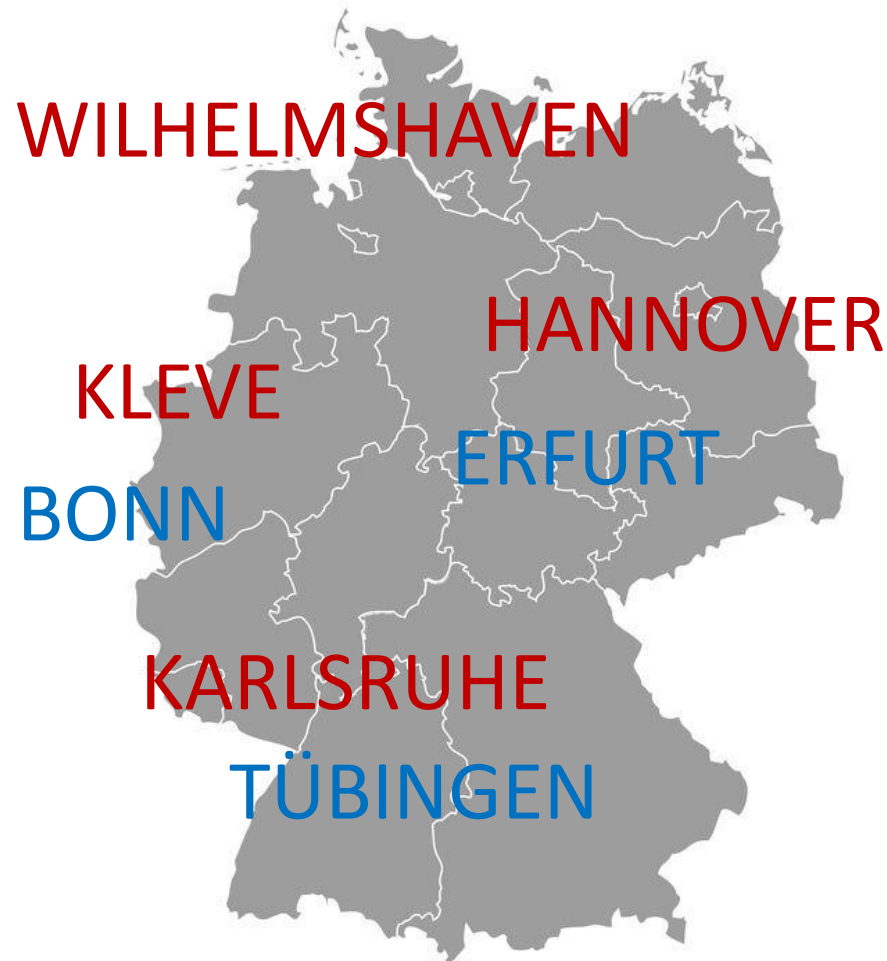 WILHELMSHAVEN
HANNOVER
KLEVE
ERFURT
BONN
KARLSRUHE
TÜBINGEN